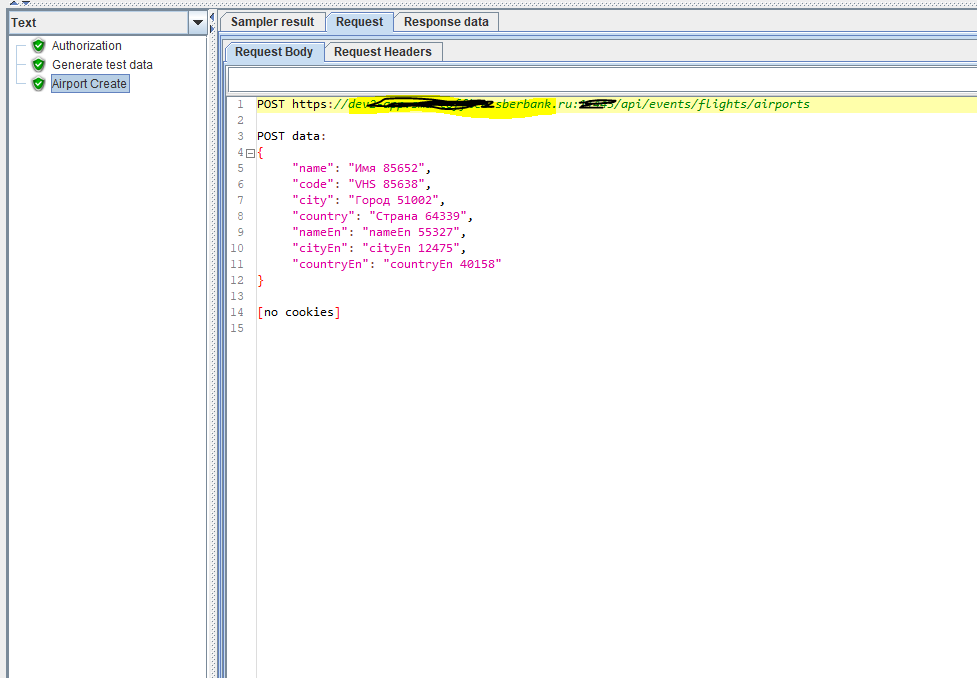 Text
Authorization
Generate test data
Airport Create
Sampler result Request Response data
Request Body Request Headers
1 POST https://sberbank.ru:/api/events/flights/airports
2
3 POST data:
4 {
5 "name": "Имя 85652",
6 "code": "VHS 85638",
7 "city": "Город 51002",
8 "country": "Страна 64339",
9 "nameEn": "nameEn 55327",
10 "cityEn": "cityEn 12475",
11 "countryEn": "countryEn 40158"
12 }
13
14 [no cookies]
15